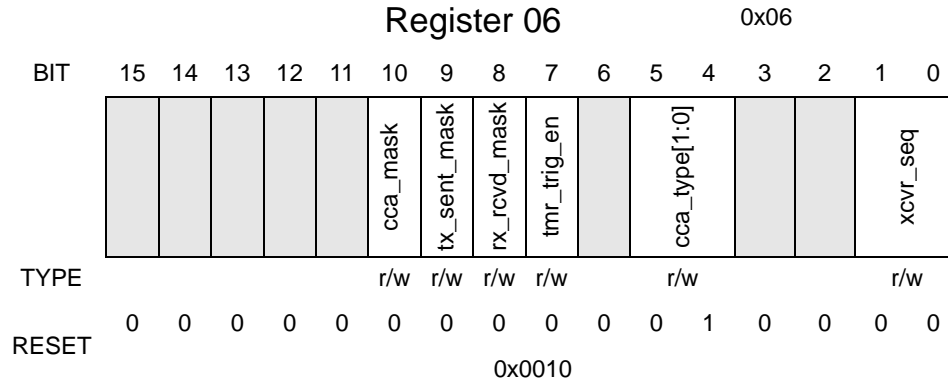 Register 06 0x06
BIT 15 14 13 12 11 10 9 8 7 6 5 4 3 2 1 0
cca_mask tx_sent_mask rx_rcvd_mask tmr_trig_en cca_type[1:0] xcvr_seq
TYPE r/w r/w r/w r/w r/w r/w
RESET 0 0 0 0 0 0 0 0 0 0 0 1 0 0 0 0
0x0010